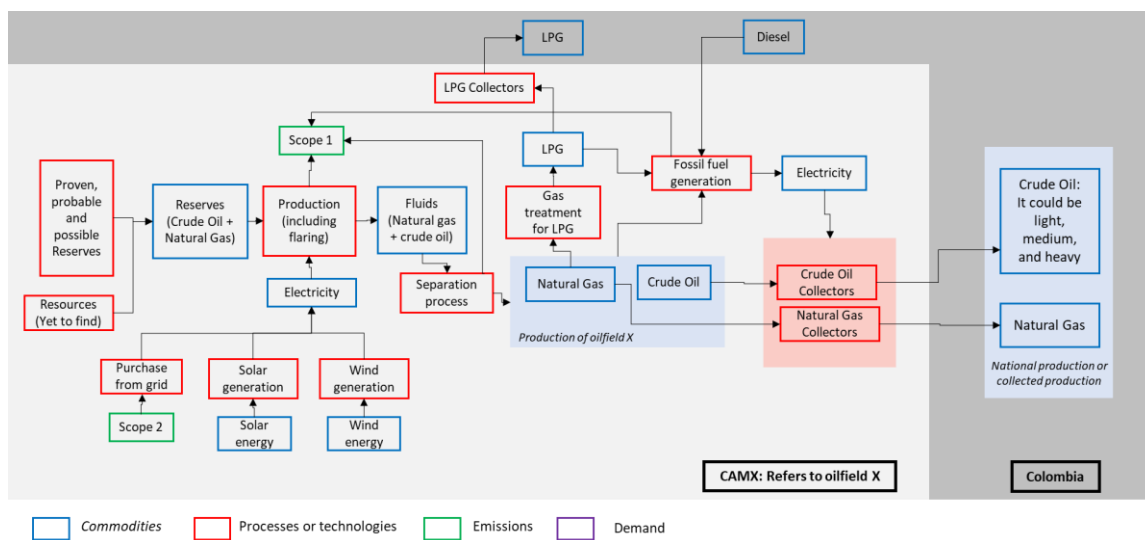 LPG
Diesel
LPG Collectors
Scope 1
LPG
Fossil fuel
generation
Electricity
Proven,
probable
and
possible
Reserves
Reserves
(Crude Oil +
Natural Gas)
Production
(including
flaring)
Fluids
(Natural gas
+ crude oil)
Gas
treatment
for LPG
Crude Oil:
It could be
light,
medium,
and heavy
Resources
(Yet to find)
Electricity
Separation
process
Natural Gas
Crude Oil
Production of oilfield X
Crude Oil
Collectors
Natural Gas
Collectors
Natural Gas
National production or
collected production
Purchase
from grid
Solar
generation
Wind
generation
Scope 2
Solar
energy
Wind
energy
CAMX: Refers to oilfield X
Colombia
Commodities
Processes or technologies
Emissions
Demand